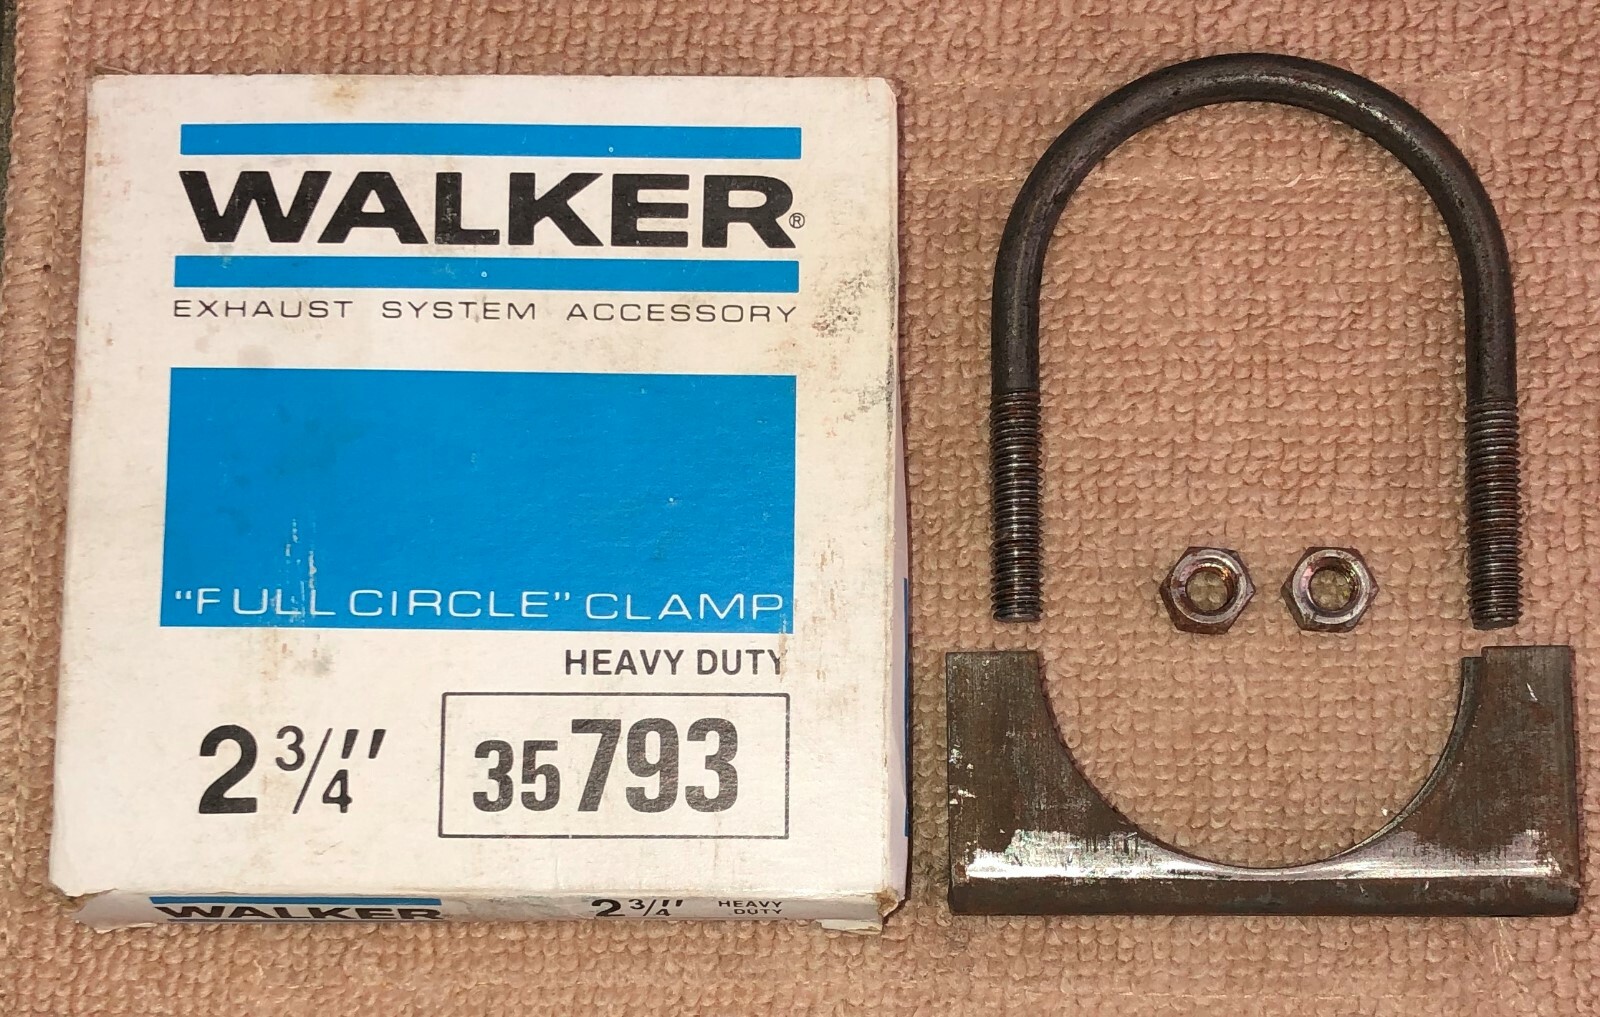 WALKER®
EXHAUST SYSTEM ACCESSORY
“FULL CIRCLE” CLAMP
HEAVY DUTY
2 3/4″
35793
WALKER 2 3/4″ HEAVY DUTY